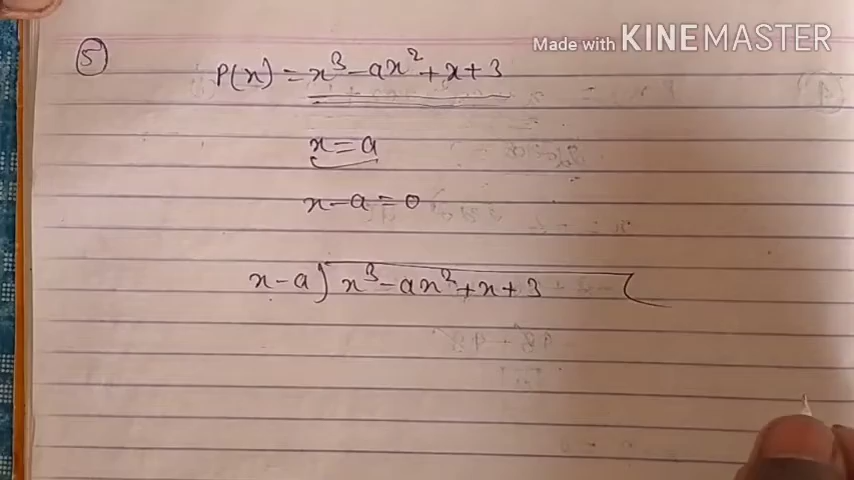 Made with KINEMASTER
5 P(x) = x³ - ax² + x + 3
x = a
x - a = 0
x - a ) x³ - ax² + x + 3 (